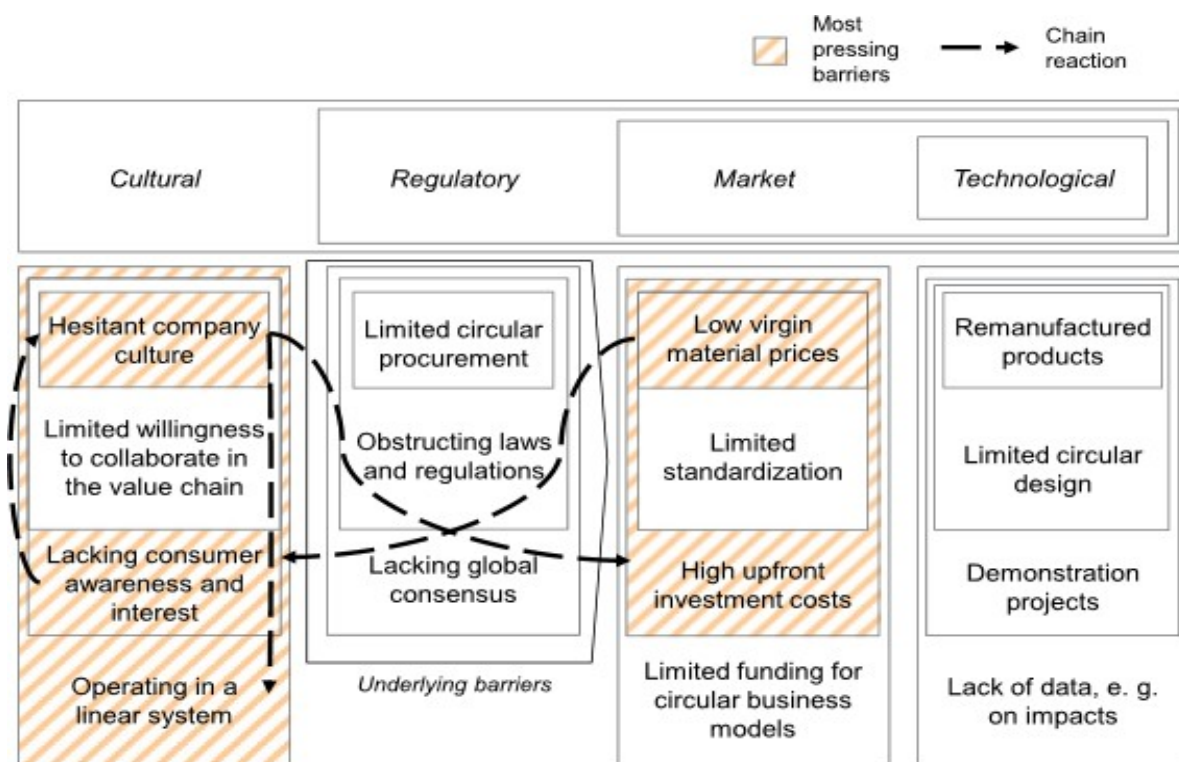 Most
pressing
barriers
Chain
reaction
Cultural
Regulatory
Market
Technological
Hesitant company
culture
Limited willingness
to collaborate in
the value chain
Lacking consumer
awareness and
interest
Operating in a
linear system
Limited circular
procurement
Obstructing laws
and regulations
Lacking global
consensus
Underlying barriers
Low virgin
material prices
Limited
standardization
High upfront
investment costs
Limited funding for
circular business
models
Remanufactured
products
Limited circular
design
Demonstration
projects
Lack of data, e. g.
on impacts